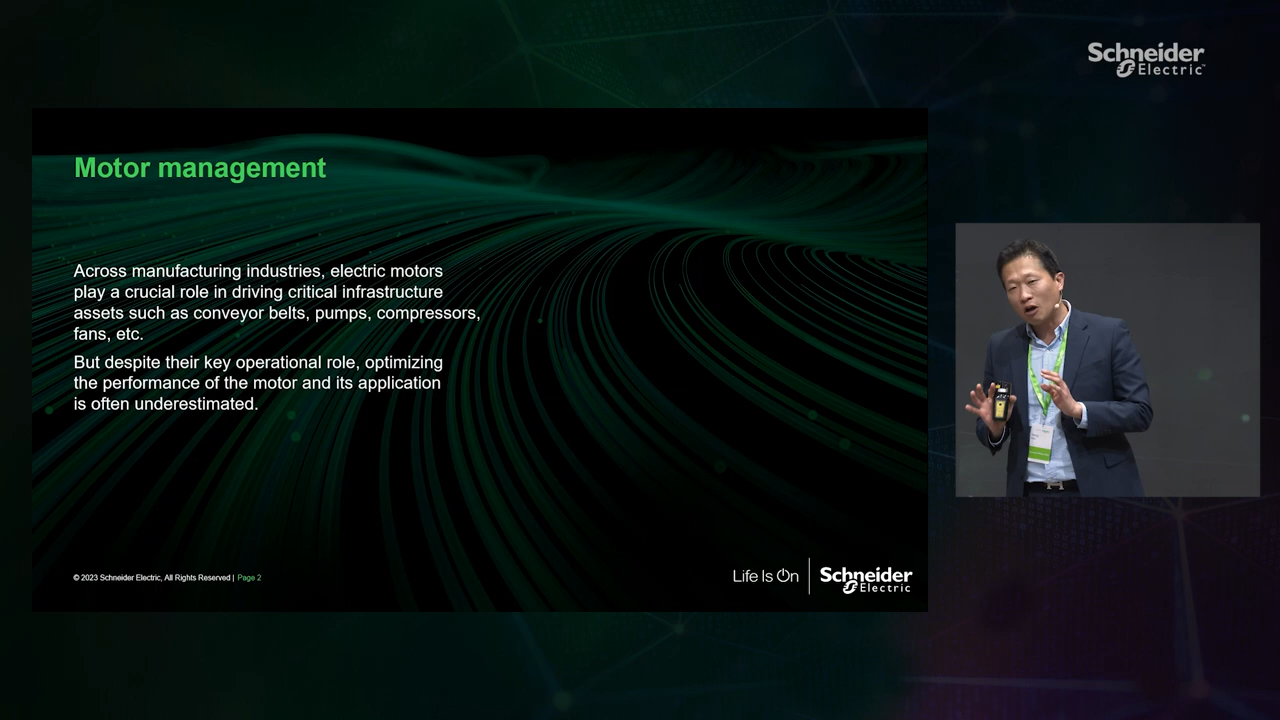 Schneider
Electric
Motor management
Across manufacturing industries, electric motors
play a crucial role in driving critical infrastructure
assets such as conveyor belts, pumps, compressors,
fans, etc.
But despite their key operational role, optimizing
the performance of the motor and its application
is often underestimated.
© 2023 Schneider Electric, All Rights Reserved | Page 2
Life Is On
Schneider
Electric